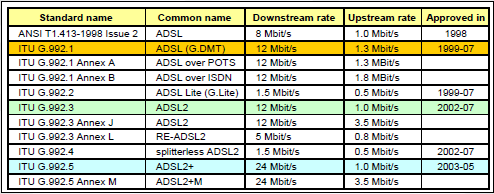 Standard name Common name Downstream rate Upstream rate Approved in
ANSI T1.413-1998 Issue 2 ADSL 8 Mbit/s 1.0 Mbit/s 1998
ITU G.992.1 ADSL (G.DMT) 12 Mbit/s 1.3 Mbit/s 1999-07
ITU G.992.1 Annex A ADSL over POTS 12 Mbit/s 1.3 MBit/s
ITU G.992.1 Annex B ADSL over ISDN 12 Mbit/s 1.8 MBit/s
ITU G.992.2 ADSL Lite (G.Lite) 1.5 Mbit/s 0.5 Mbit/s 1999-07
ITU G.992.3 ADSL2 12 Mbit/s 1.0 Mbit/s 2002-07
ITU G.992.3 Annex J ADSL2 12 Mbit/s 3.5 Mbit/s
ITU G.992.3 Annex L RE-ADSL2 5 Mbit/s 0.8 Mbit/s
ITU G.992.4 splitterless ADSL2 1.5 Mbit/s 0.5 Mbit/s 2002-07
ITU G.992.5 ADSL2+ 24 Mbit/s 1.0 Mbit/s 2003-05
ITU G.992.5 Annex M ADSL2+M 24 Mbit/s 3.5 Mbit/s